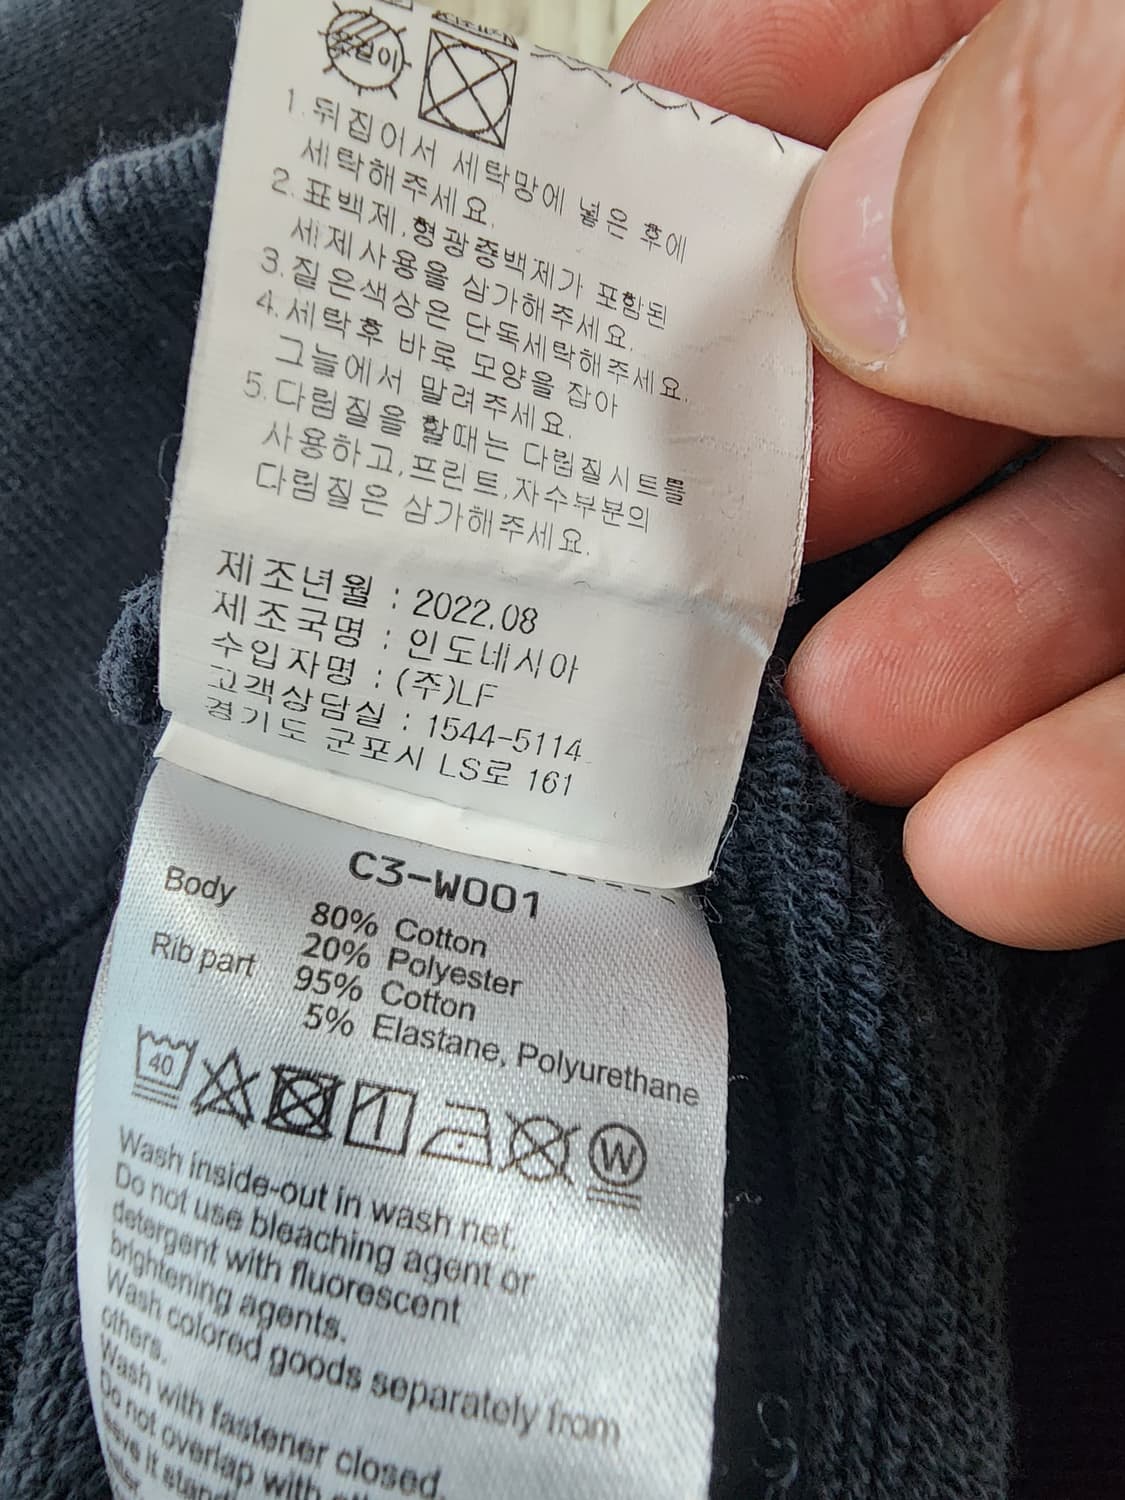 1. 뒤집어서 세탁망에 넣은 후에
세탁해주세요.
2. 표백제,형광증백제가 포함된
세제사용을 삼가해주세요.
3. 짙은색상은 단독세탁해주세요.
4. 세탁후 바로 모양을 잡아
그늘에서 말려주세요.
5. 다림질을 할때는 다림질시트를
사용하고,프린트,자수부분의
다림질은 삼가해주세요.
제조년월 : 2022.08
제조국명 : 인도네시아
수입자명 : (주)LF
고객상담실 : 1544-5114
경기도 군포시 LS로 161
C3-W001
Body 80% Cotton
20% Polyester
Rib part 95% Cotton
5% Elastane, Polyurethane
40
W
Wash inside-out in wash net.
Do not use bleaching agent or
detergent with fluorescent
brightening agents.
Wash colored goods separately from
others.
Wash with fastener closed.
Do not overlap with
it